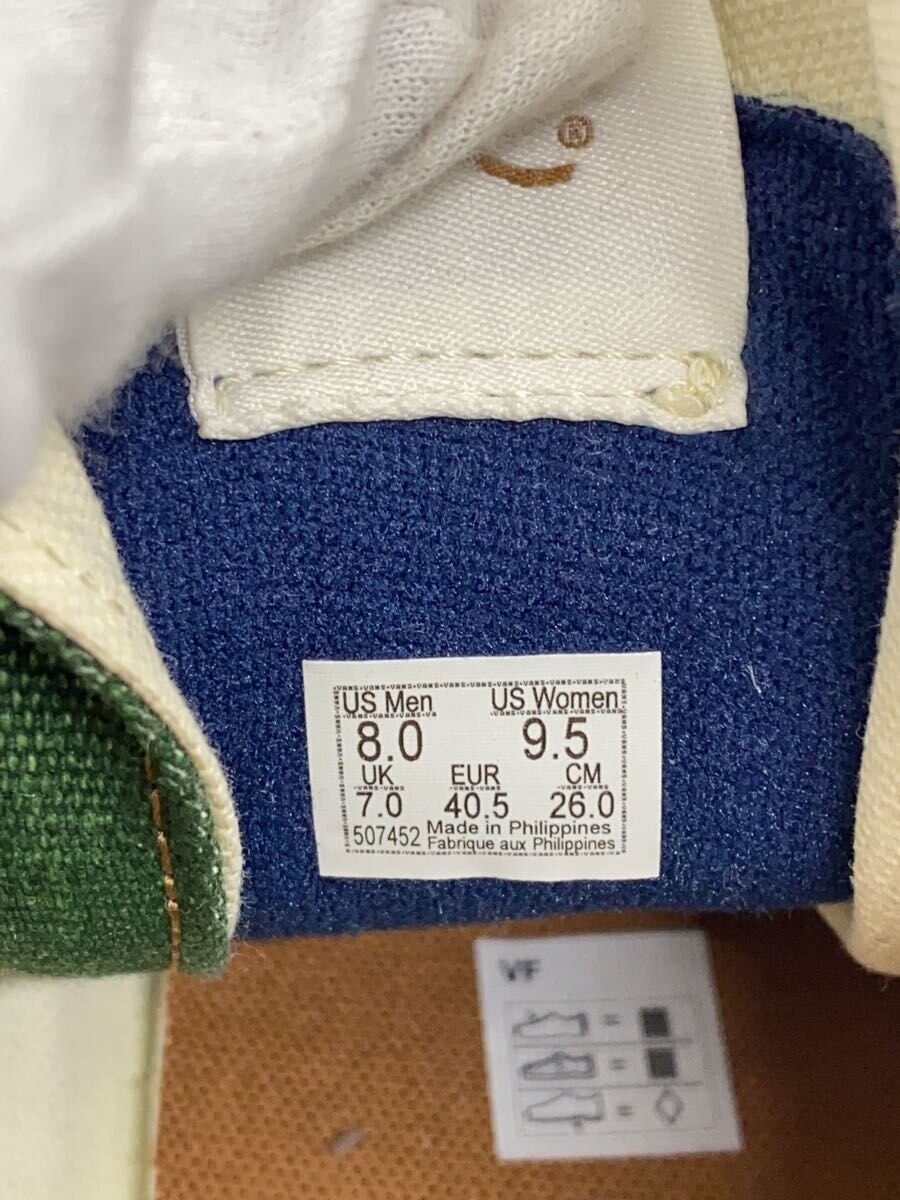 ®
US Men US Women
8.0 9.5
UK EUR CM
7.0 40.5 26.0
507452 Made in Philippines
Fabrique aux Philippines
VF
=
=
=